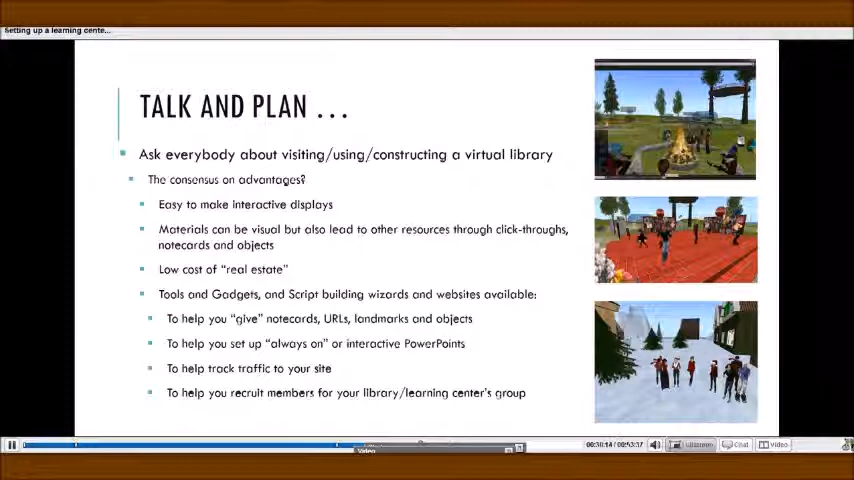 Setting up a learning cente...
TALK AND PLAN ...
Ask everybody about visiting/using/constructing a virtual library
The consensus on advantages?
Easy to make interactive displays
Materials can be visual but also lead to other resources through click-throughs,
notecards and objects
Low cost of "real estate"
Tools and Gadgets, and Script building wizards and websites available:
To help you "give" notecards, URLs, landmarks and objects
To help you set up "always on" or interactive PowerPoints
To help track traffic to your site
To help you recruit members for your library/learning center's group
Video
Chat
Video